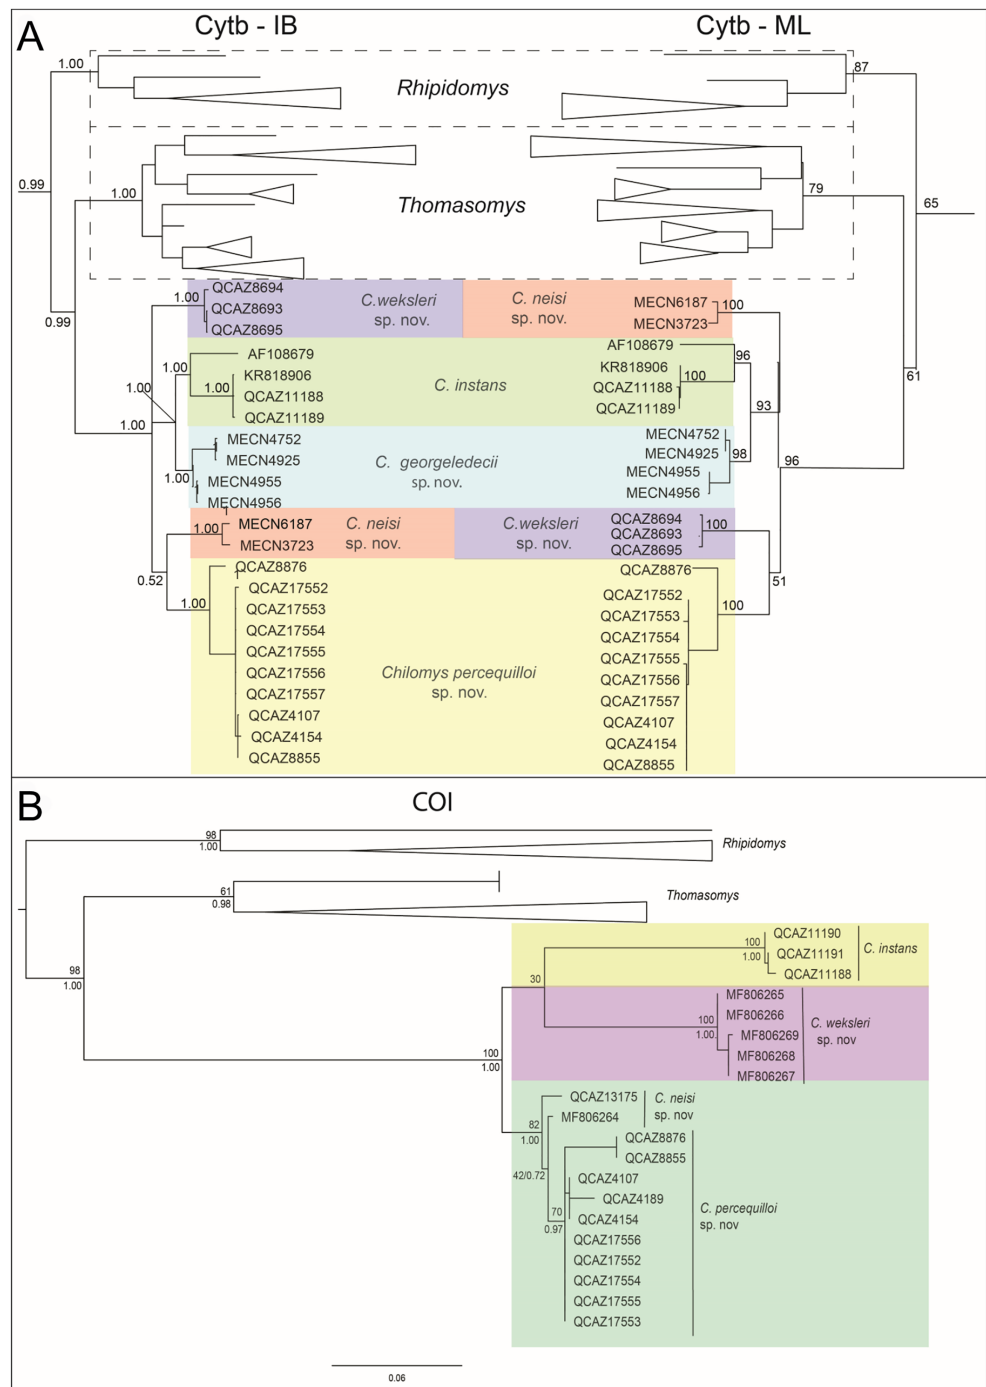 A
Cytb - IB
Cytb - ML
1.00
87
Rhipidomys
0.99
1.00
Thomasomys
79
65
0.99
1.00
QCAZ8694
QCAZ8693
QCAZ8695
C.weksleri
sp. nov.
C. neisi
sp. nov.
MECN6187
MECN3723
100
1.00
1.00
1.00
AF108679
KR818906
QCAZ11188
QCAZ11189
C. instans
AF108679
KR818906
QCAZ11188
QCAZ11189
100
96
93
61
1.00
1.00
MECN4752
MECN4925
MECN4955
MECN4956
C. georgeledecii
sp. nov.
MECN4752
MECN4925
MECN4955
MECN4956
98
96
1.00
MECN6187
MECN3723
C. neisi
sp. nov.
C.weksleri
sp. nov.
QCAZ8694
QCAZ8693
QCAZ8695
100
0.52
51
1.00
QCAZ8876
QCAZ17552
QCAZ17553
QCAZ17554
QCAZ17555
QCAZ17556
QCAZ17557
QCAZ4107
QCAZ4154
QCAZ8855
Chilomys percequilloi
sp. nov.
QCAZ8876
QCAZ17552
QCAZ17553
QCAZ17554
QCAZ17555
QCAZ17556
QCAZ17557
QCAZ4107
QCAZ4154
QCAZ8855
100
B
COI
98
1.00
Rhipidomys
61
0.98
Thomasomys
98
1.00
100
1.00
30
100
1.00
QCAZ11190
QCAZ11191
QCAZ11188
C. instans
100
1.00
MF806265
MF806266
MF806269
MF806268
MF806267
C. weksleri
sp. nov
82
1.00
QCAZ13175
MF806264
C. neisi
sp. nov
42/0.72
70
0.97
QCAZ8876
QCAZ8855
QCAZ4107
QCAZ4189
QCAZ4154
QCAZ17556
QCAZ17552
QCAZ17554
QCAZ17555
QCAZ17553
C. percequilloi
sp. nov
0.06